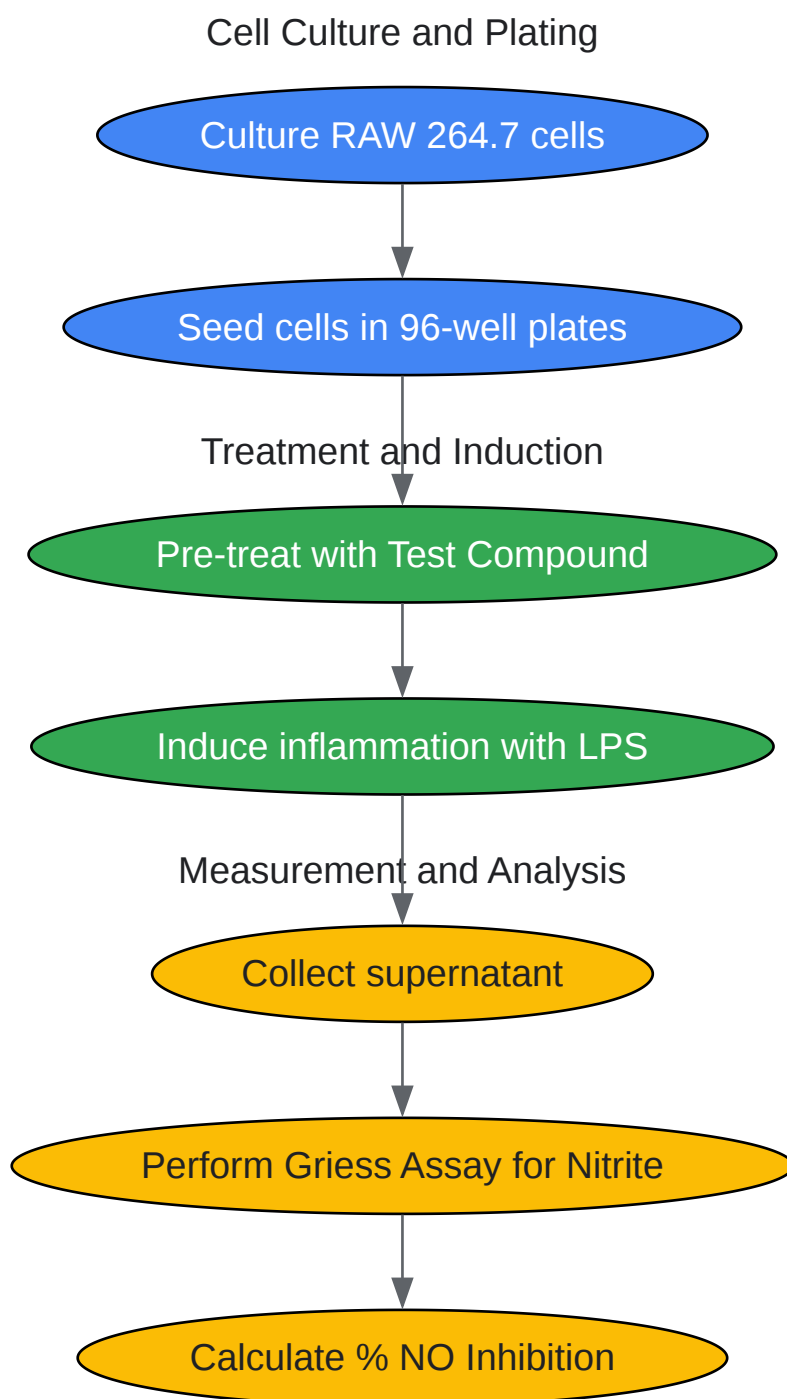 Cell Culture and Plating
Culture RAW 264.7 cells
Seed cells in 96-well plates
Treatment and Induction
Pre-treat with Test Compound
Induce inflammation with LPS
Measurement and Analysis
Collect supernatant
Perform Griess Assay for Nitrite
Calculate % NO Inhibition